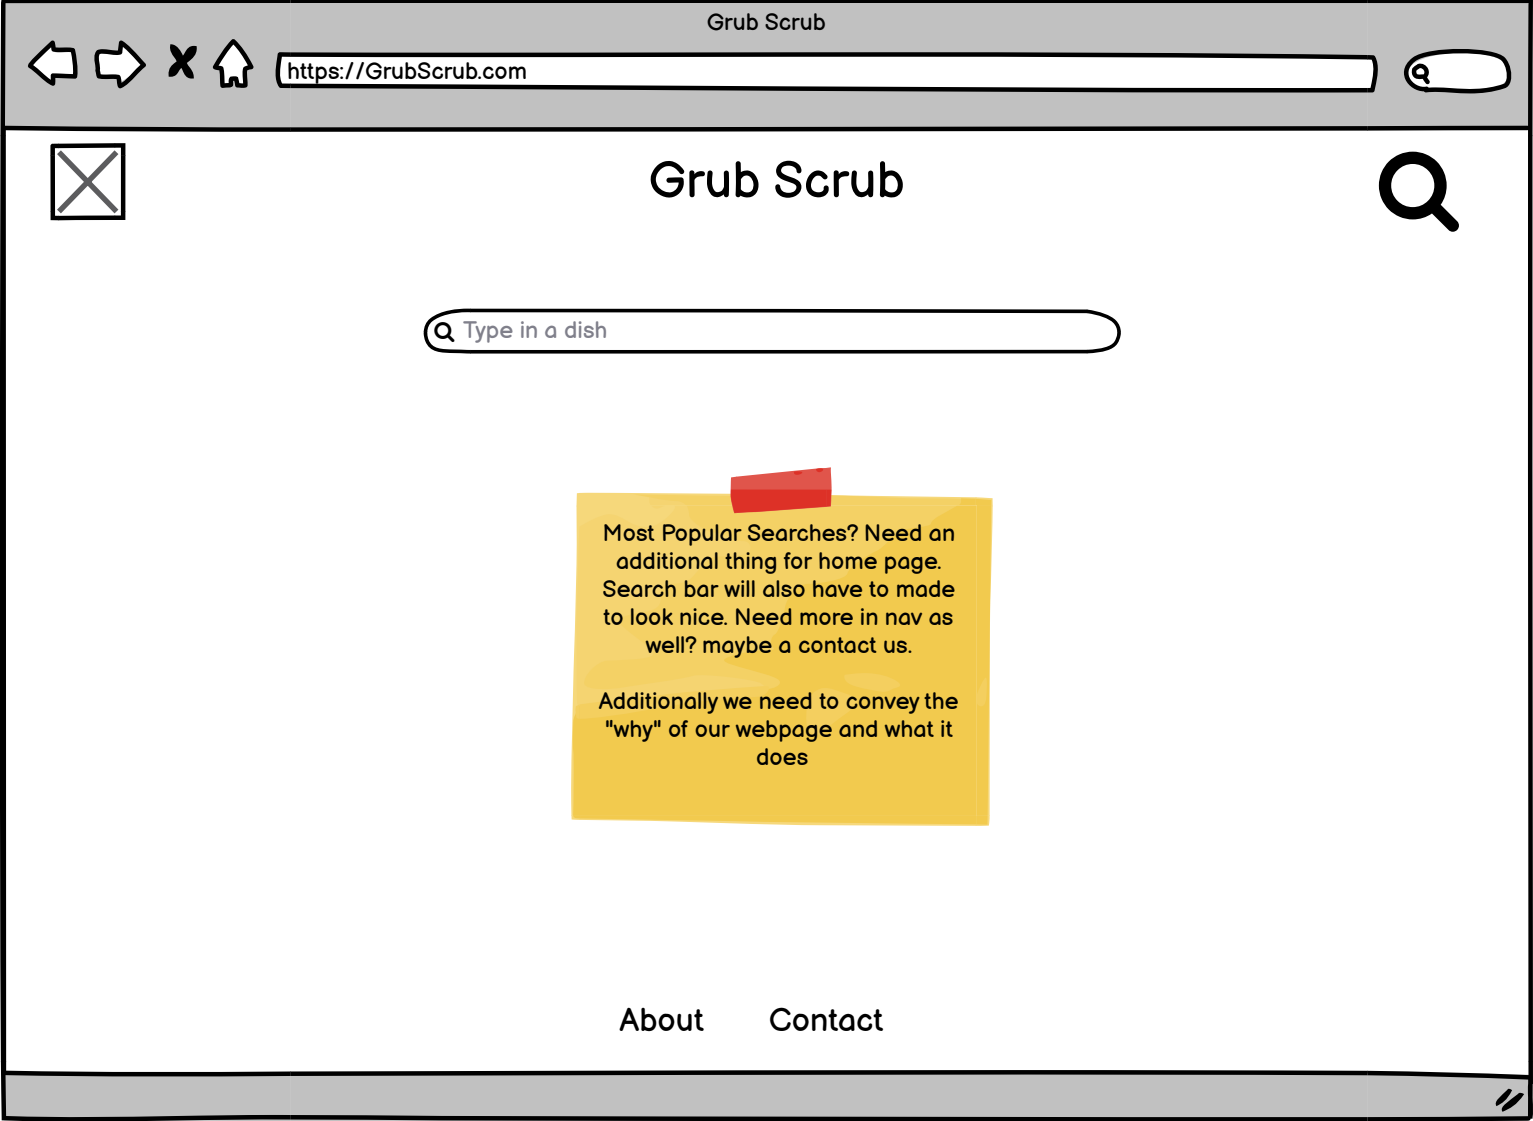 Grub Scrub
https://GrubScrub.com
Grub Scrub
Type in a dish
Most Popular Searches? Need an
additional thing for home page.
Search bar will also have to made
to look nice. Need more in nav as
well? maybe a contact us.
Additionally we need to convey the
"why" of our webpage and what it
does
About Contact